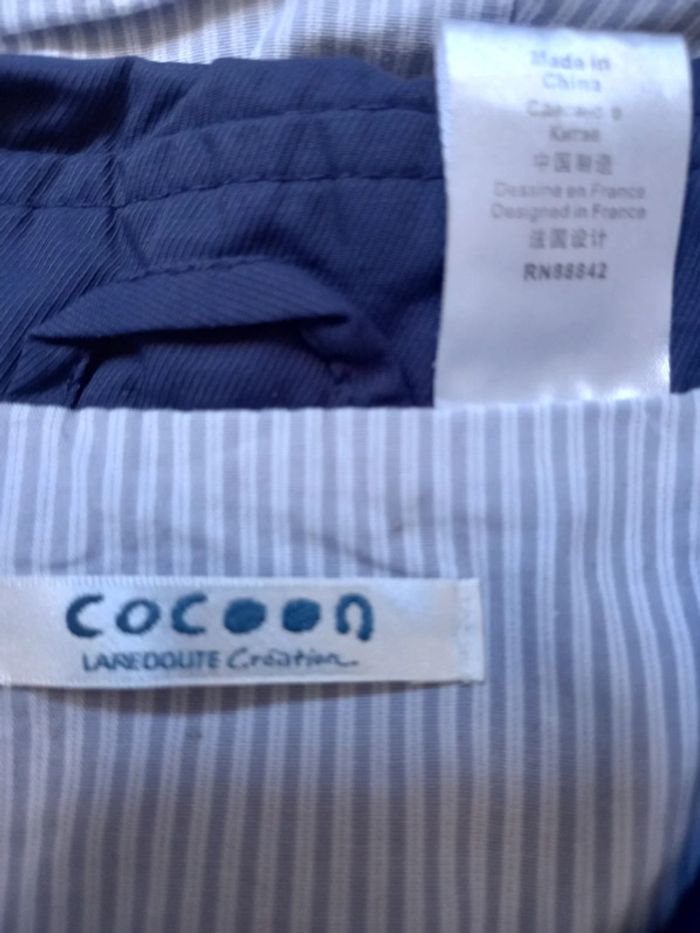 Made in
China
中国制造
Dessine en France
Designed in France
法国设计
RN88842
COCOON
LAREDOUTE Création